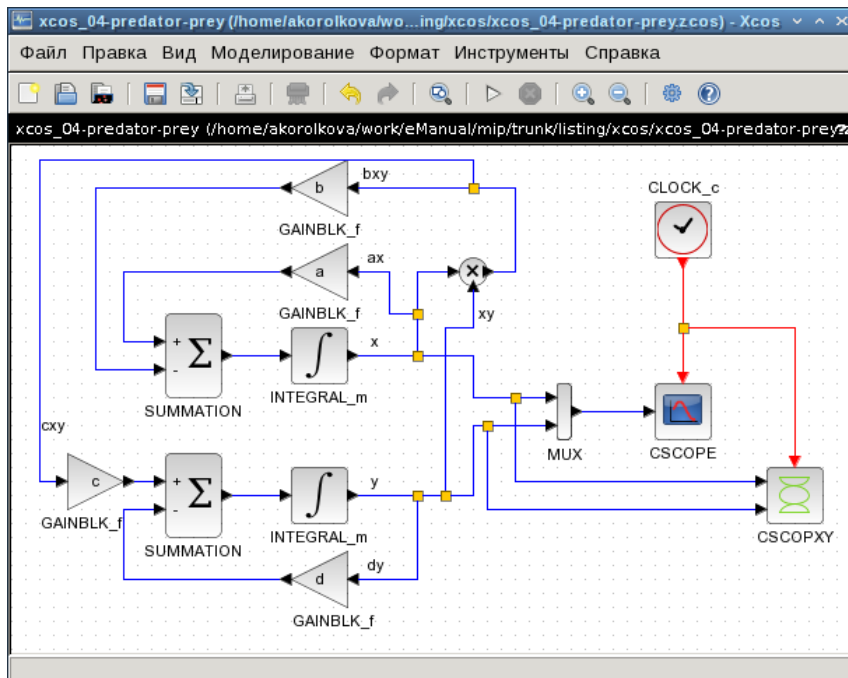 xcos_04-predator-prey (/home/akorolkova/wo...ing/xcos/xcos_04-predator-prey.zcos) - Xcos
Файл Правка Вид Моделирование Формат Инструменты Справка
xcos_04-predator-prey (/home/akorolkova/work/eManual/mip/trunk/listing/xcos/xcos_04-predator-prey
b
bxy
GAINBLK_f
CLOCK_c
a
ax
GAINBLK_f
×
xy
+
-
Σ
SUMMATION
∫
INTEGRAL_m
x
MUX
CSCOPE
cxy
c
GAINBLK_f
+
-
Σ
SUMMATION
∫
INTEGRAL_m
y
CSCOPXY
d
dy
GAINBLK_f